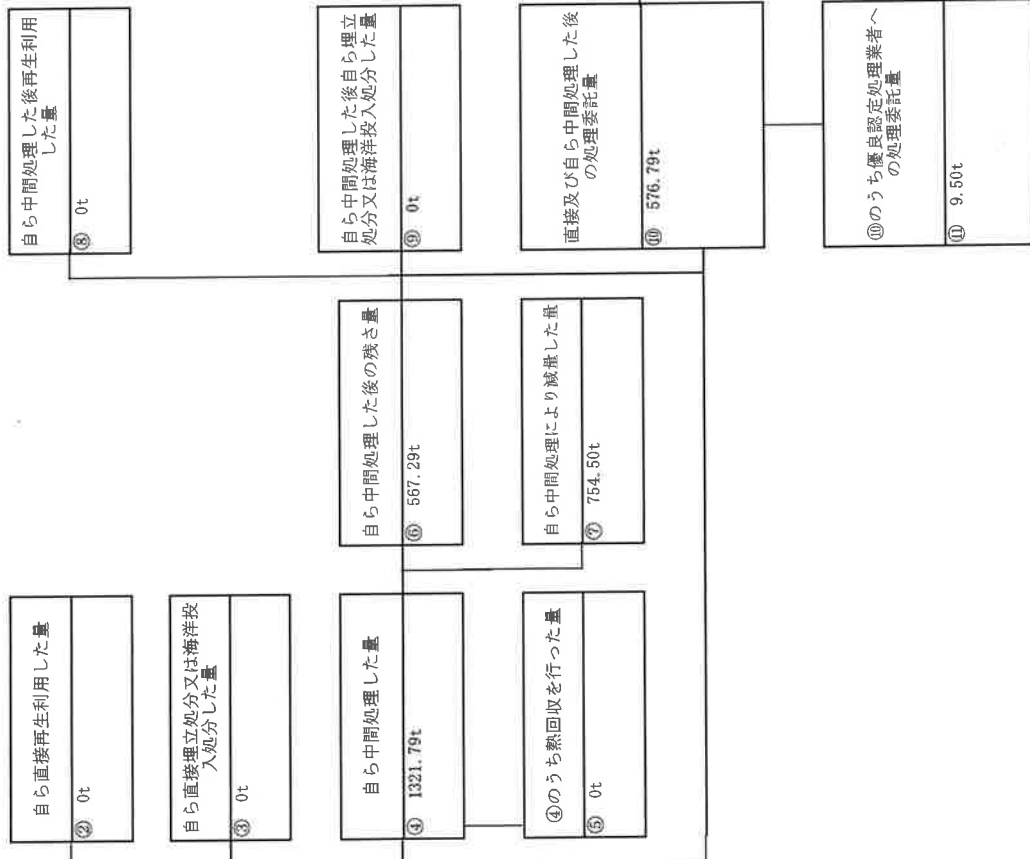 自ら直接再生利用した量
② 0t
自ら直接埋立処分又は海洋投
入処分した量
③ 0t
自ら中間処理した量
④ 1321.79t
④のうち熱回収を行った量
⑤ 0t
自ら中間処理した後の残さ量
⑥ 567.29t
自ら中間処理により減量した量
⑦ 754.50t
自ら中間処理した後再生利用
した量
⑧ 0t
自ら中間処理した後自ら埋立
処分又は海洋投入処分した量
⑨ 0t
直接及び自ら中間処理した後
の処理委託量
⑩ 576.79t
⑩のうち優良認定処理業者へ
の処理委託量
⑪ 9.50t